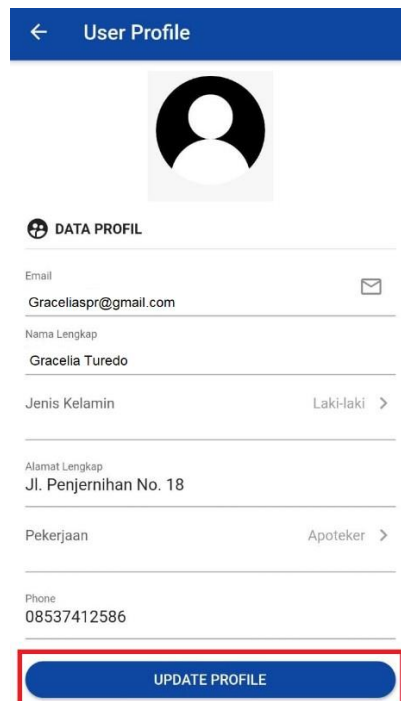 User Profile
DATA PROFIL
Email
Graceliaspr@gmail.com
Nama Lengkap
Gracelia Turedo
Jenis Kelamin Laki-laki
Alamat Lengkap
Jl. Penjernihan No. 18
Pekerjaan Apoteker
Phone
08537412586
UPDATE PROFILE